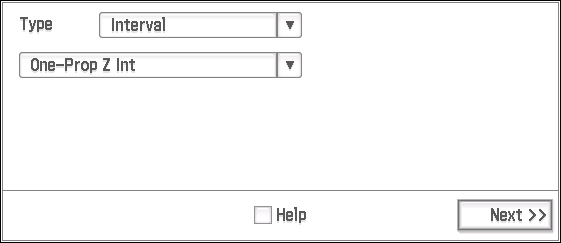 Type Interval
One-Prop Z Int
Help Next >>